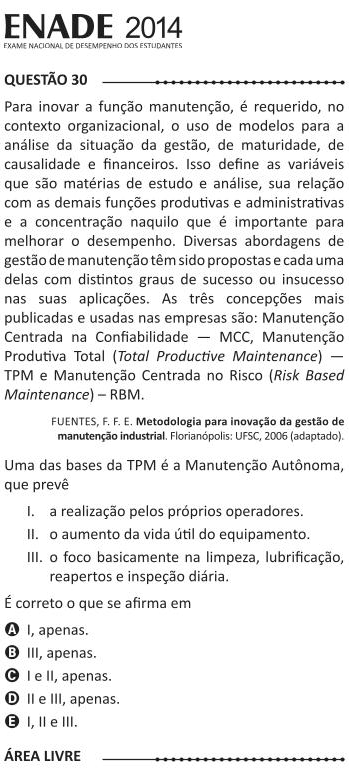 ENADE 2014
EXAME NACIONAL DE DESEMPENHO DOS ESTUDANTES
QUESTÃO 30
Para inovar a função manutenção, é requerido, no
contexto organizacional, o uso de modelos para a
análise da situação da gestão, de maturidade, de
causalidade e financeiros. Isso define as variáveis
que são matérias de estudo e análise, sua relação
com as demais funções produtivas e administrativas
e a concentração naquilo que é importante para
melhorar o desempenho. Diversas abordagens de
gestão de manutenção têm sido propostas e cada uma
delas com distintos graus de sucesso ou insucesso
nas suas aplicações. As três concepções mais
publicadas e usadas nas empresas são: Manutenção
Centrada na Confiabilidade — MCC, Manutenção
Produtiva Total (Total Productive Maintenance) —
TPM e Manutenção Centrada no Risco (Risk Based
Maintenance) – RBM.
FUENTES, F. F. E. Metodologia para inovação da gestão de
manutenção industrial. Florianópolis: UFSC, 2006 (adaptado).
Uma das bases da TPM é a Manutenção Autônoma,
que prevê
I. a realização pelos próprios operadores.
II. o aumento da vida útil do equipamento.
III. o foco basicamente na limpeza, lubrificação,
reapertos e inspeção diária.
É correto o que se afirma em
A I, apenas.
B III, apenas.
C I e II, apenas.
D II e III, apenas.
E I, II e III.
ÁREA LIVRE